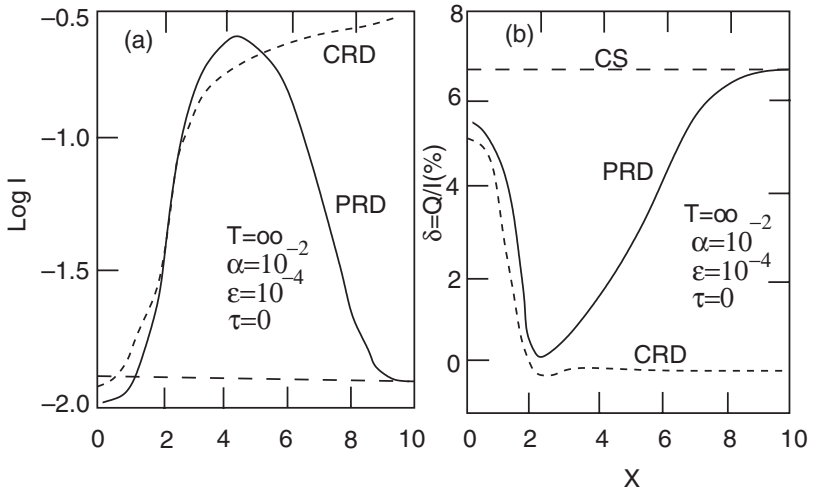 (a)
CRD
PRD
T=∞
α=10⁻²
ε=10⁻⁴
τ=0
Log I
−0.5
−1.0
−1.5
−2.0
0 2 4 6 8 10
(b)
CS
PRD
T=∞
α=10⁻²
ε=10⁻⁴
τ=0
CRD
δ=Q/I(%)
8
6
4
2
0
0 2 4 6 8 10
X